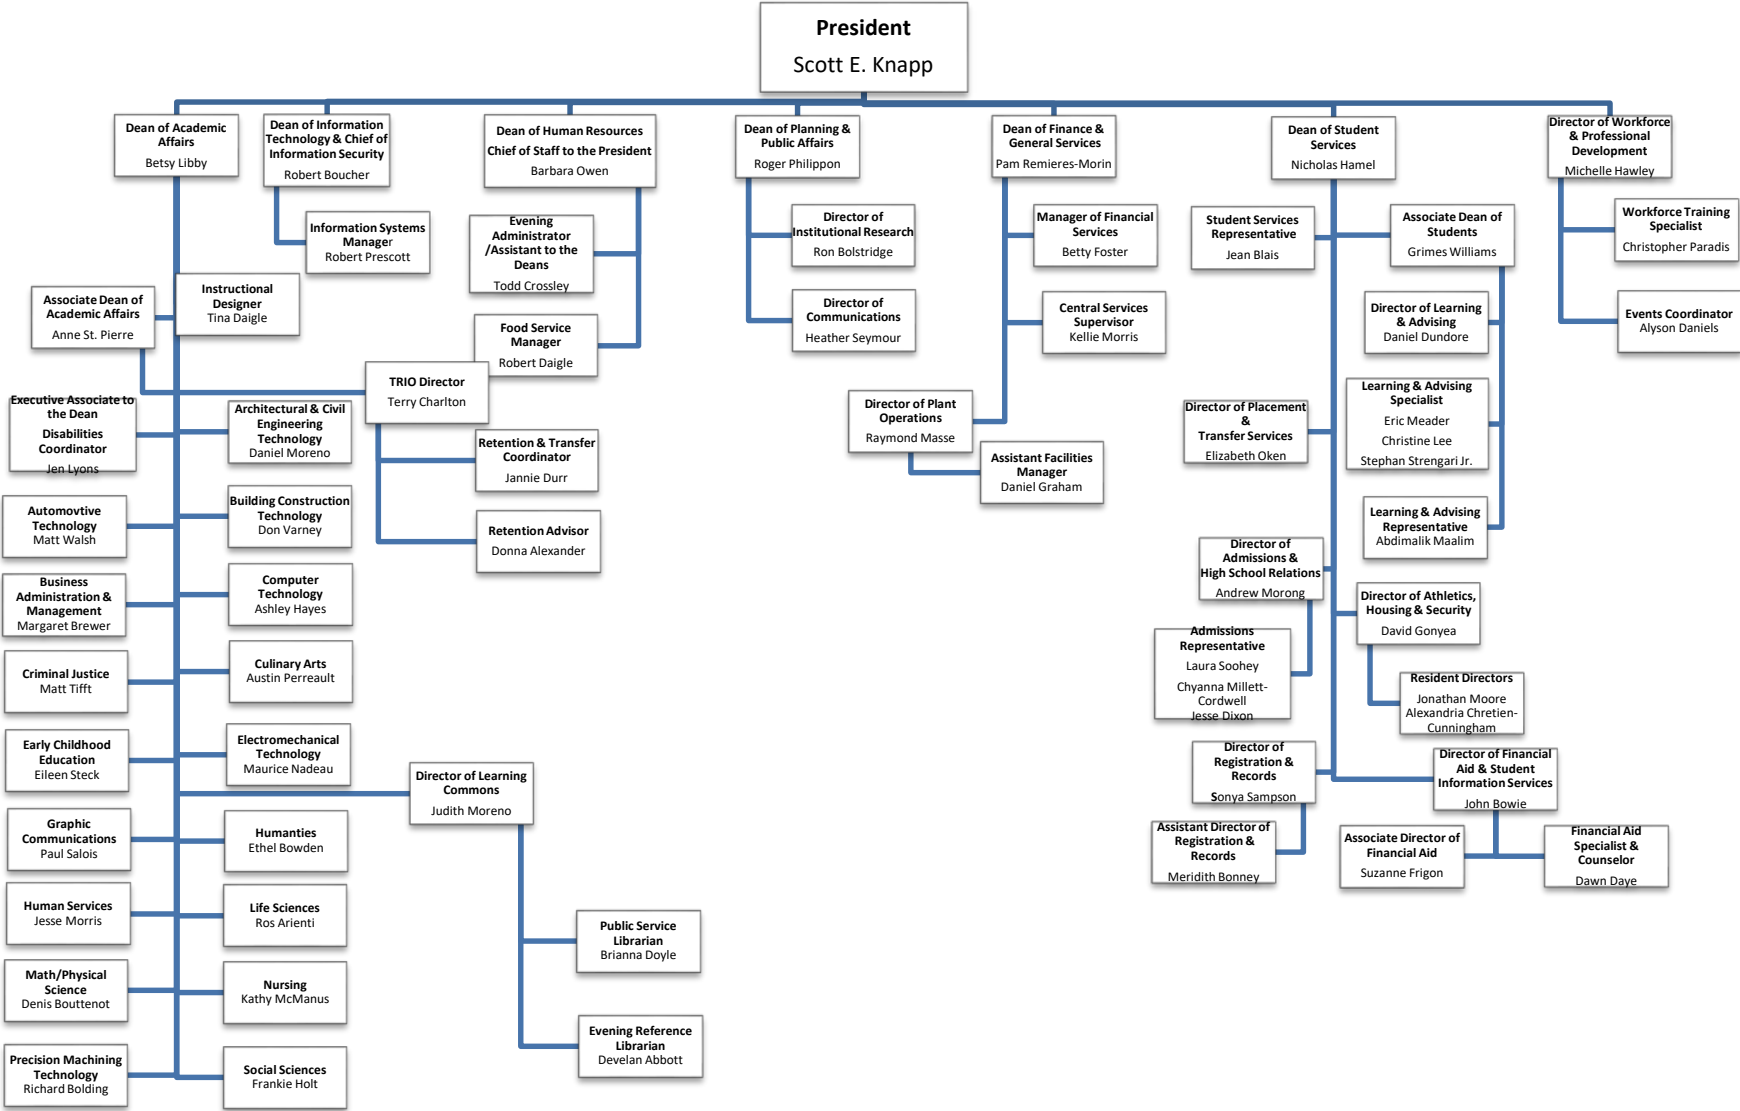 President
Scott E. Knapp
Dean of Academic
Affairs
Betsy Libby
Dean of Information
Technology & Chief of
Information Security
Robert Boucher
Dean of Human Resources
Chief of Staff to the President
Barbara Owen
Dean of Planning &
Public Affairs
Roger Philippon
Dean of Finance &
General Services
Pam Remieres-Morin
Dean of Student
Services
Nicholas Hamel
Director of Workforce
& Professional
Development
Michelle Hawley
Information Systems
Manager
Robert Prescott
Evening
Administrator
/Assistant to the
Deans
Todd Crossley
Director of
Institutional Research
Ron Bolstridge
Manager of Financial
Services
Betty Foster
Student Services
Representative
Jean Blais
Associate Dean of
Students
Grimes Williams
Workforce Training
Specialist
Christopher Paradis
Associate Dean of
Academic Affairs
Anne St. Pierre
Instructional
Designer
Tina Daigle
Food Service
Manager
Robert Daigle
Director of
Communications
Heather Seymour
Central Services
Supervisor
Kellie Morris
Director of Learning
& Advising
Daniel Dundore
Events Coordinator
Alyson Daniels
TRIO Director
Terry Charlton
Executive Associate to
the Dean
Disabilities
Coordinator
Jen Lyons
Architectural & Civil
Engineering
Technology
Daniel Moreno
Retention & Transfer
Coordinator
Jannie Durr
Director of Plant
Operations
Raymond Masse
Assistant Facilities
Manager
Daniel Graham
Director of Placement
&
Transfer Services
Elizabeth Oken
Learning & Advising
Specialist
Eric Meader
Christine Lee
Stephan Strengari Jr.
Automovtive
Technology
Matt Walsh
Building Construction
Technology
Don Varney
Retention Advisor
Donna Alexander
Learning & Advising
Representative
Abdimalik Maalim
Director of
Admissions &
High School Relations
Andrew Morong
Business
Administration &
Management
Margaret Brewer
Computer
Technology
Ashley Hayes
Director of Athletics,
Housing & Security
David Gonyea
Admissions
Representative
Laura Soohey
Chyanna Millett-
Cordwell
Jesse Dixon
Criminal Justice
Matt Tifft
Culinary Arts
Austin Perreault
Resident Directors
Jonathan Moore
Alexandria Chretien-
Cunningham
Early Childhood
Education
Eileen Steck
Electromechanical
Technology
Maurice Nadeau
Director of Learning
Commons
Judith Moreno
Director of
Registration &
Records
Sonya Sampson
Director of Financial
Aid & Student
Information Services
John Bowie
Graphic
Communications
Paul Salois
Humanties
Ethel Bowden
Assistant Director of
Registration &
Records
Meridith Bonney
Associate Director of
Financial Aid
Suzanne Frigon
Financial Aid
Specialist &
Counselor
Dawn Daye
Human Services
Jesse Morris
Life Sciences
Ros Arienti
Public Service
Librarian
Brianna Doyle
Math/Physical
Science
Denis Bouttenot
Nursing
Kathy McManus
Evening Reference
Librarian
Develan Abbott
Precision Machining
Technology
Richard Bolding
Social Sciences
Frankie Holt